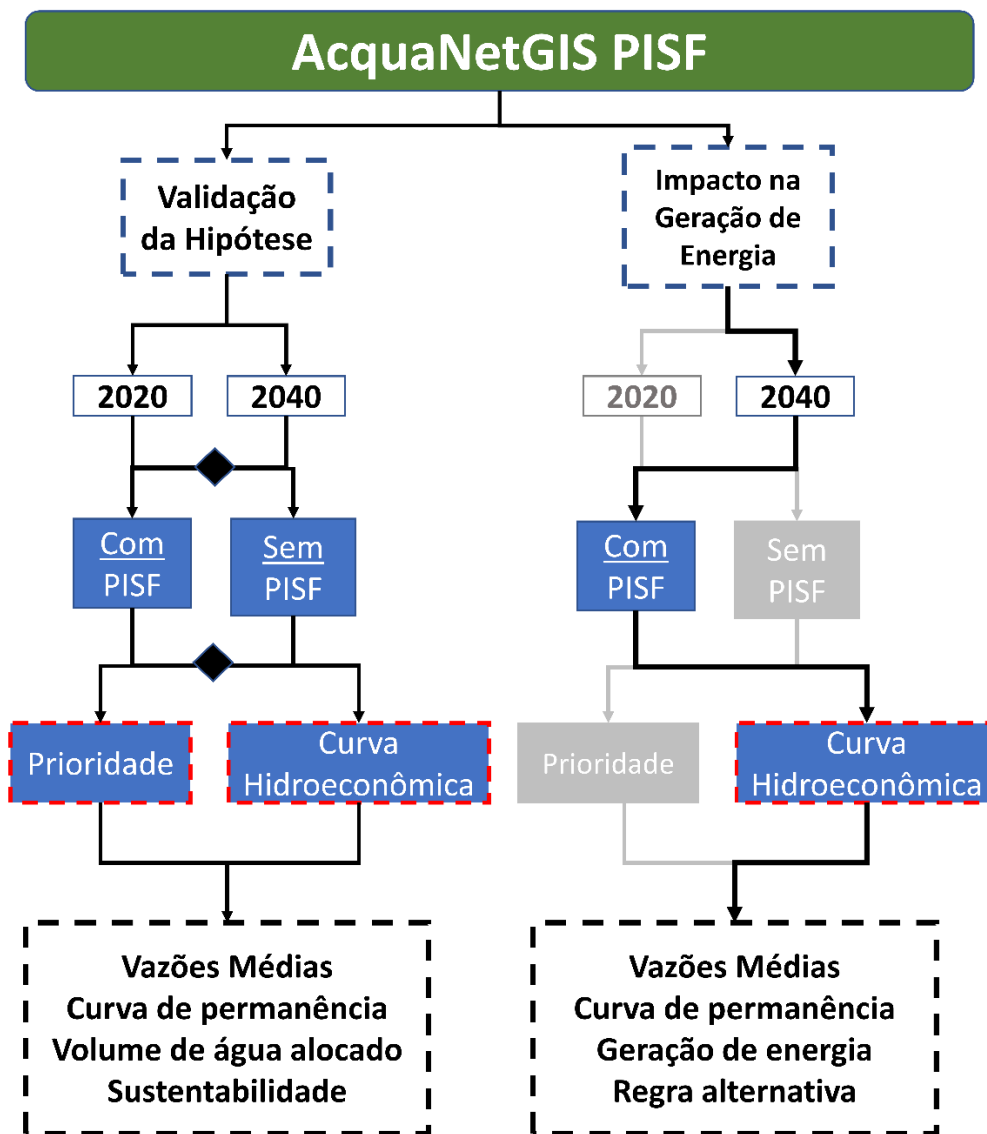 AcquaNetGIS PISF
Validação
da Hipótese
2020
2040
Com
PISF
Sem
PISF
Prioridade
Curva
Hidroeconômica
Vazões Médias
Curva de permanência
Volume de água alocado
Sustentabilidade
Impacto na
Geração de
Energia
2020
2040
Com
PISF
Sem
PISF
Prioridade
Curva
Hidroeconômica
Vazões Médias
Curva de permanência
Geração de energia
Regra alternativa